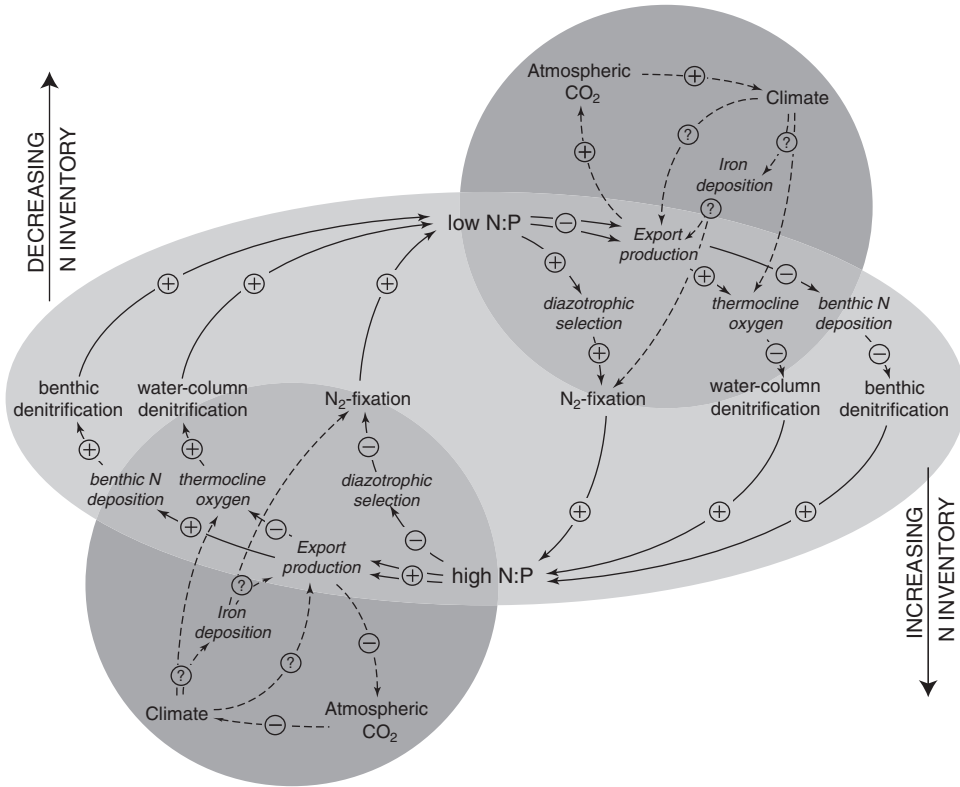 DECREASING
N INVENTORY
Atmospheric
CO₂
+
Climate
+
?
?
Iron
deposition
?
low N:P
−
Export
production
+
+
−
diazotrophic
selection
thermocline
oxygen
benthic N
deposition
+
+
+
+
−
−
benthic
denitrification
water-column
denitrification
N₂-fixation
N₂-fixation
water-column
denitrification
benthic
denitrification
+
+
−
benthic N
deposition
thermocline
oxygen
diazotrophic
selection
+
−
−
+
+
+
Export
production
+
high N:P
?
Iron
deposition
−
?
?
Climate
−
Atmospheric
CO₂
INCREASING
N INVENTORY